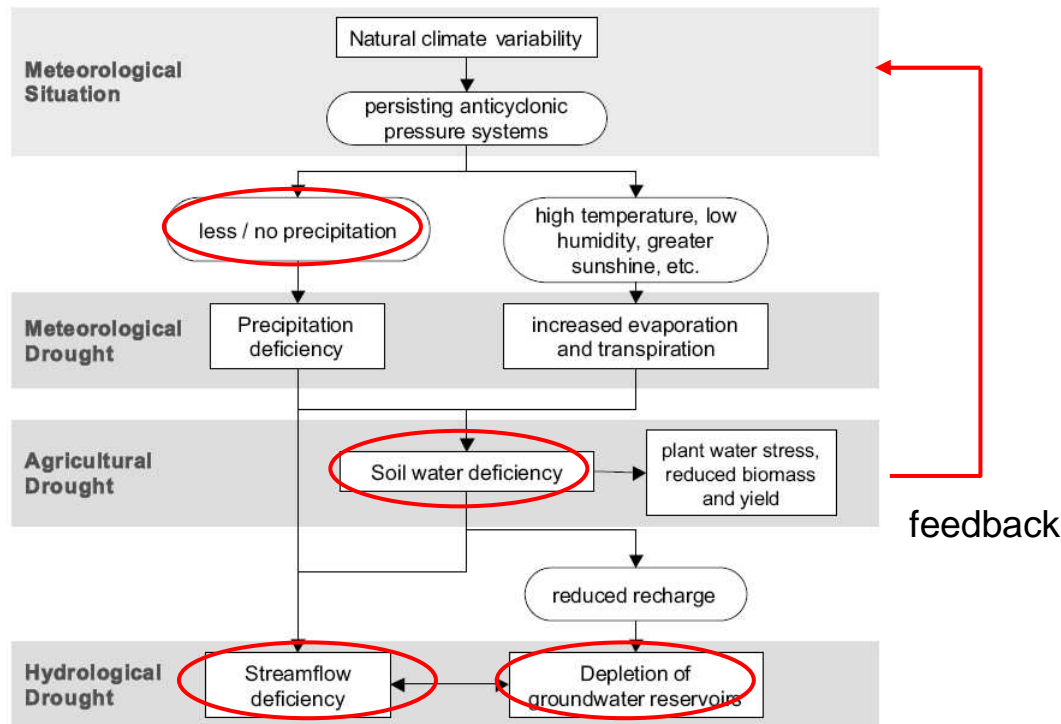 Natural climate variability
Meteorological
Situation
persisting anticyclonic
pressure systems
less / no precipitation
high temperature, low
humidity, greater
sunshine, etc.
Meteorological
Drought
Precipitation
deficiency
increased evaporation
and transpiration
Agricultural
Drought
Soil water deficiency
plant water stress,
reduced biomass
and yield
feedback
reduced recharge
Hydrological
Drought
Streamflow
deficiency
Depletion of
groundwater reservoirs